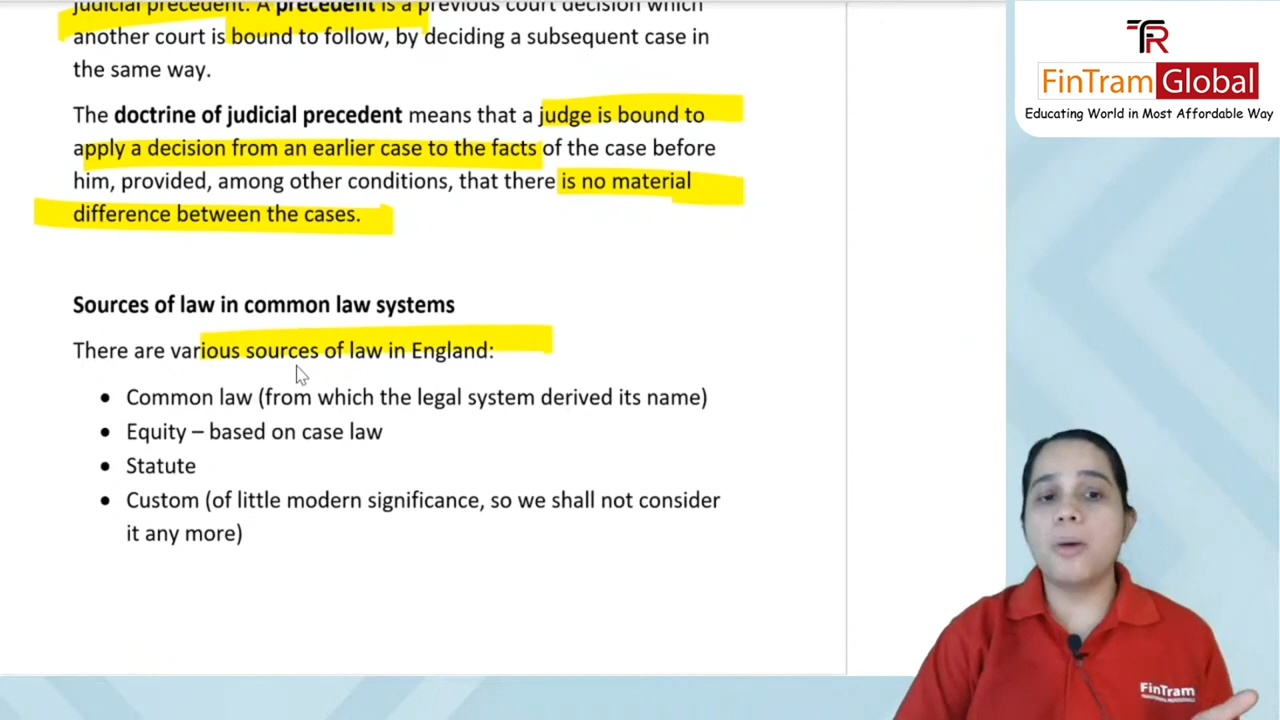 judicial precedent. A precedent is a previous court decision which
another court is bound to follow, by deciding a subsequent case in
the same way.
The doctrine of judicial precedent means that a judge is bound to
apply a decision from an earlier case to the facts of the case before
him, provided, among other conditions, that there is no material
difference between the cases.
Sources of law in common law systems
There are various sources of law in England:
• Common law (from which the legal system derived its name)
• Equity – based on case law
• Statute
• Custom (of little modern significance, so we shall not consider
it any more)
FinTram Global
Educating World in Most Affordable Way
FinTram